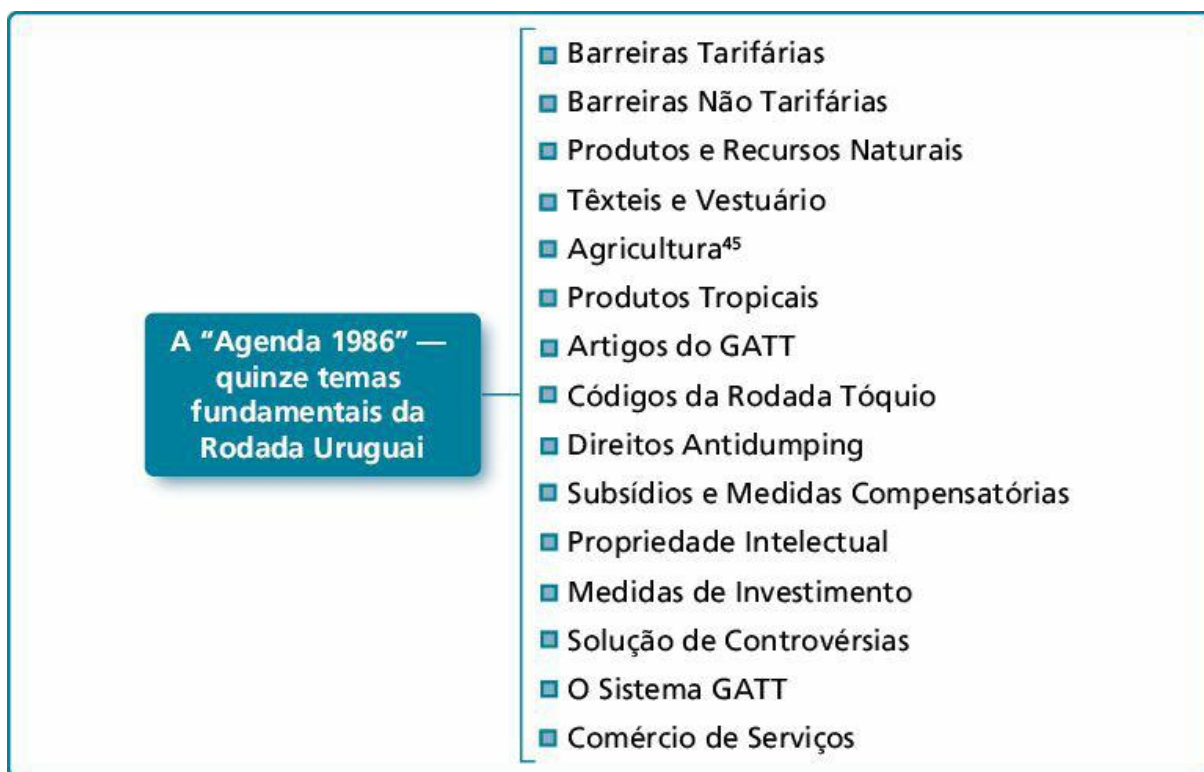 A “Agenda 1986” —
quinze temas
fundamentais da
Rodada Uruguai
Barreiras Tarifárias
Barreiras Não Tarifárias
Produtos e Recursos Naturais
Têxteis e Vestuário
Agricultura⁴⁵
Produtos Tropicais
Artigos do GATT
Códigos da Rodada Tóquio
Direitos Antidumping
Subsídios e Medidas Compensatórias
Propriedade Intelectual
Medidas de Investimento
Solução de Controvérsias
O Sistema GATT
Comércio de Serviços